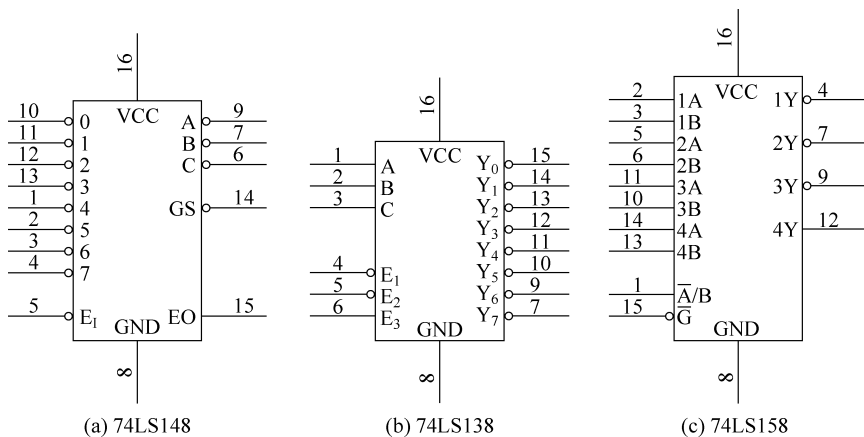 16
VCC
10 0 A 9
11 1 B 7
12 2 C 6
13 3
1 4 GS 14
2 5
3 6
4 7
5 E_I EO 15
GND
8
(a) 74LS148
16
VCC
1 A Y₀ 15
2 B Y₁ 14
3 C Y₂ 13
Y₃ 12
Y₄ 11
4 E₁ Y₅ 10
5 E₂ Y₆ 9
6 E₃ Y₇ 7
GND
8
(b) 74LS138
16
VCC
2 1A 1Y 4
3 1B
5 2A 2Y 7
6 2B
11 3A 3Y 9
10 3B
14 4A 4Y 12
13 4B
1 A̅/B
15 G̅
GND
8
(c) 74LS158